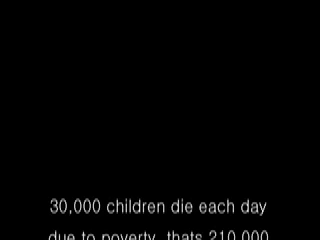 30,000 children die each day
due to poverty, thats 210,000